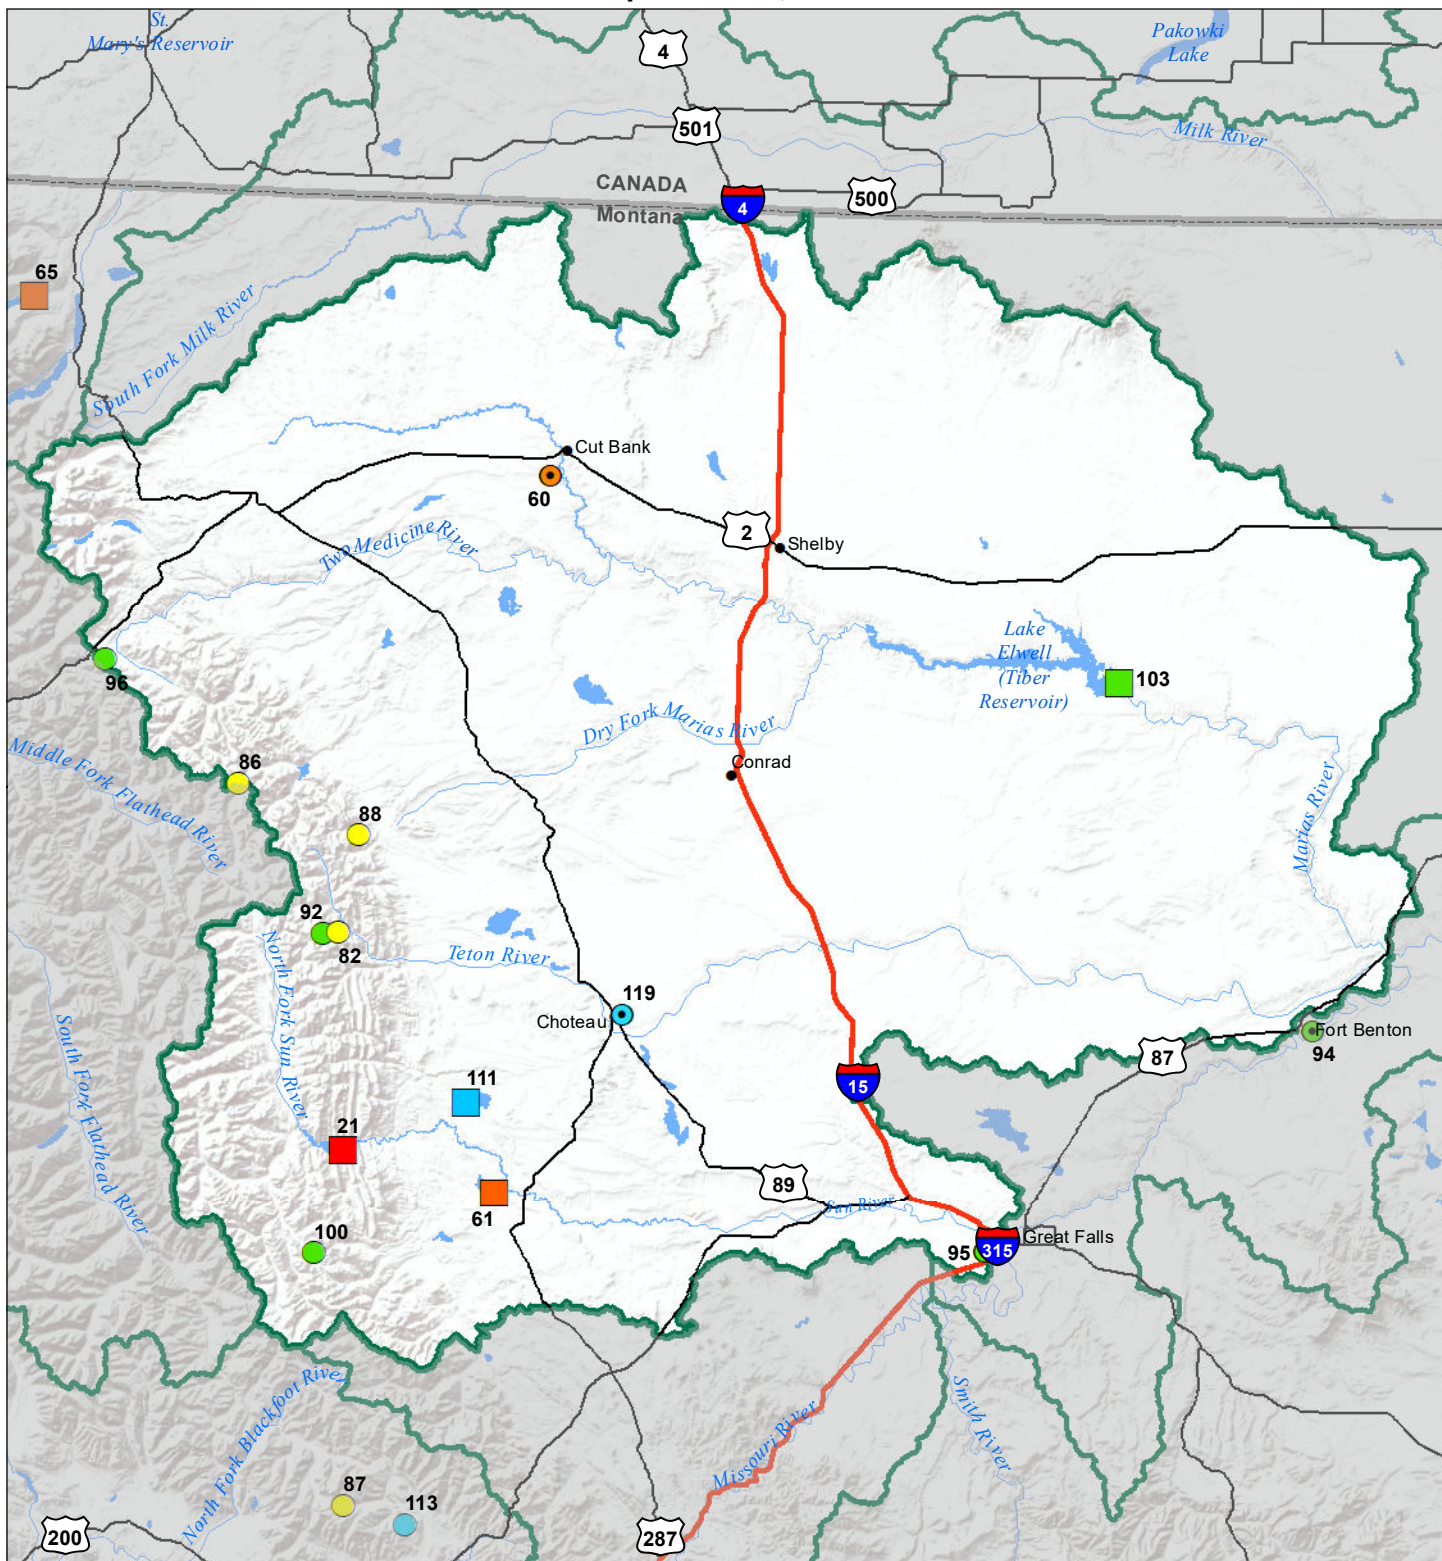 St.
Mary's Reservoir
4
Pakowki
Lake
501
Milk River
CANADA
Montana
4
500
65
South Fork Milk River
Cut Bank
60
2
Shelby
Two Medicine River
Lake
Elwell
(Tiber
Reservoir)
103
96
Dry Fork Marias River
Conrad
Middle Fork Flathead River
86
88
Marias River
92
82
North Fork Sun River
Teton River
119
Choteau
Fort Benton
94
87
South Fork Flathead River
15
111
21
61
89
Sun River
100
95
315
Great Falls
North Fork Blackfoot River
Smith River
Missouri River
87
113
200
287